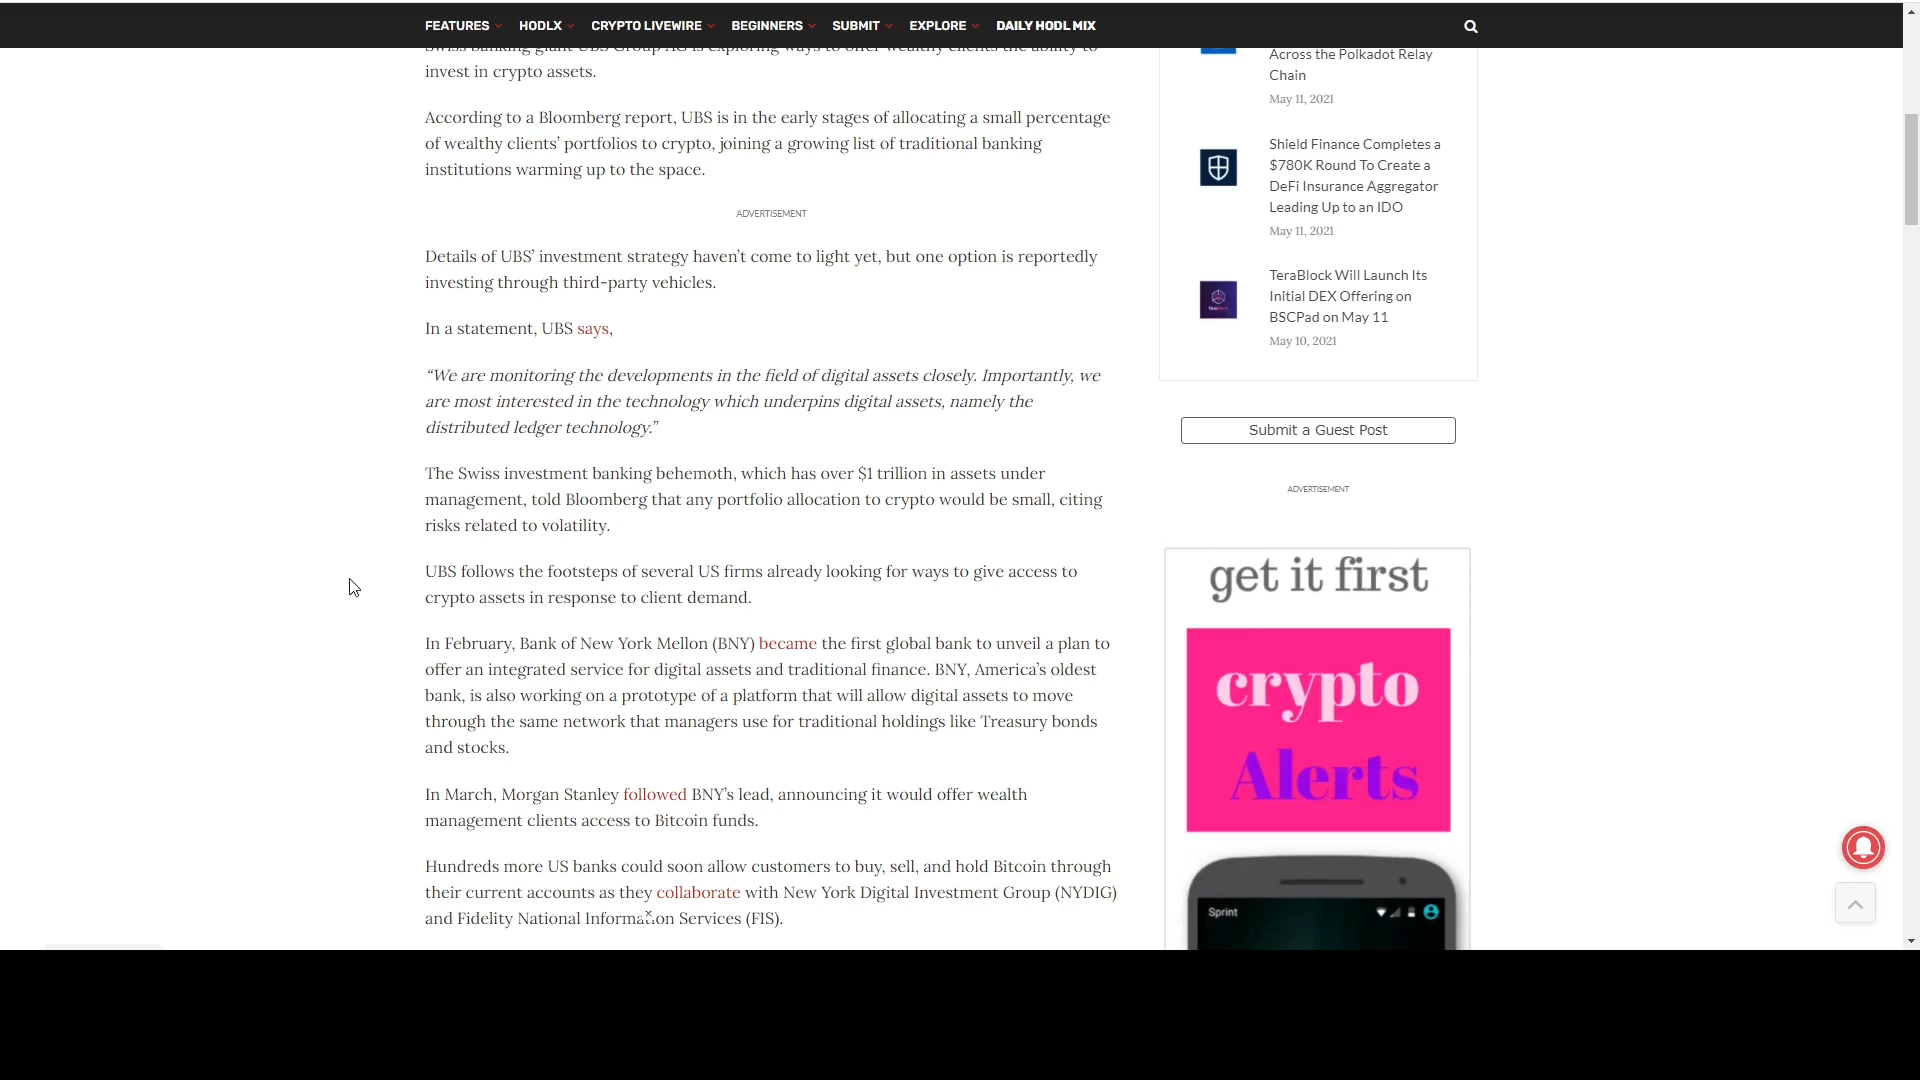 FEATURES HODLX CRYPTO LIVEWIRE BEGINNERS SUBMIT EXPLORE DAILY HODL MIX
Swiss banking giant UBS Group AG is exploring ways to offer wealthy clients the ability to
invest in crypto assets.
According to a Bloomberg report, UBS is in the early stages of allocating a small percentage
of wealthy clients’ portfolios to crypto, joining a growing list of traditional banking
institutions warming up to the space.
ADVERTISEMENT
Details of UBS’ investment strategy haven’t come to light yet, but one option is reportedly
investing through third-party vehicles.
In a statement, UBS says,
“We are monitoring the developments in the field of digital assets closely. Importantly, we
are most interested in the technology which underpins digital assets, namely the
distributed ledger technology.”
The Swiss investment banking behemoth, which has over $1 trillion in assets under
management, told Bloomberg that any portfolio allocation to crypto would be small, citing
risks related to volatility.
UBS follows the footsteps of several US firms already looking for ways to give access to
crypto assets in response to client demand.
In February, Bank of New York Mellon (BNY) became the first global bank to unveil a plan to
offer an integrated service for digital assets and traditional finance. BNY, America’s oldest
bank, is also working on a prototype of a platform that will allow digital assets to move
through the same network that managers use for traditional holdings like Treasury bonds
and stocks.
In March, Morgan Stanley followed BNY’s lead, announcing it would offer wealth
management clients access to Bitcoin funds.
Hundreds more US banks could soon allow customers to buy, sell, and hold Bitcoin through
their current accounts as they collaborate with New York Digital Investment Group (NYDIG)
and Fidelity National Information Services (FIS).
Across the Polkadot Relay
Chain
May 11, 2021
Shield Finance Completes a
$780K Round To Create a
DeFi Insurance Aggregator
Leading Up to an IDO
May 11, 2021
TeraBlock Will Launch Its
Initial DEX Offering on
BSCPad on May 11
May 10, 2021
Submit a Guest Post
ADVERTISEMENT
get it first
crypto
Alerts
Sprint